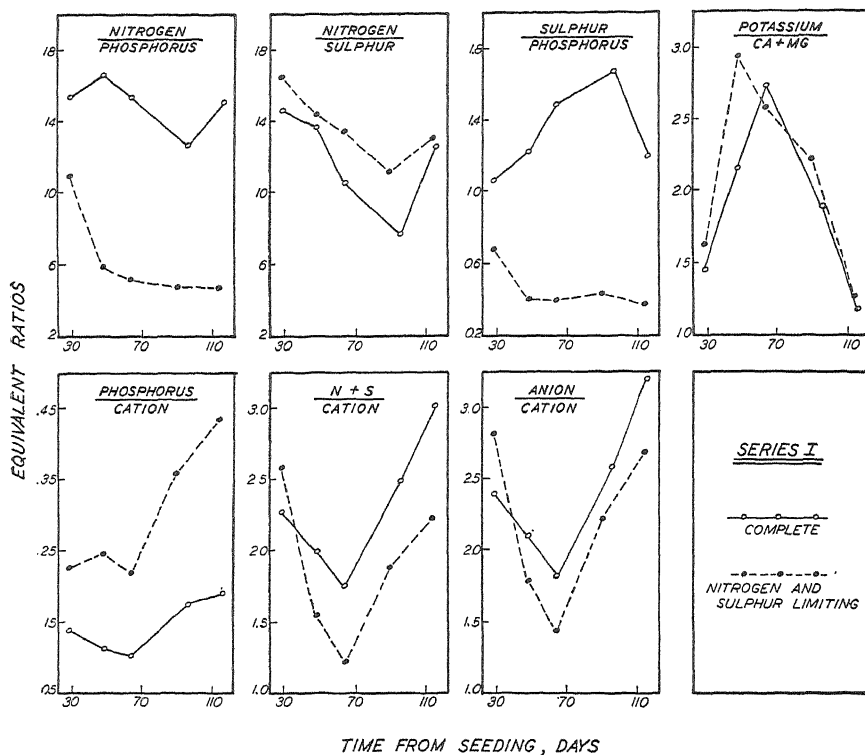 NITROGEN
PHOSPHORUS
18
14
10
6
2
30 70 110
NITROGEN
SULPHUR
18
14
10
6
2
30 70 110
SULPHUR
PHOSPHORUS
1.8
1.4
1.0
0.6
0.2
30 70 110
POTASSIUM
CA+MG
3.0
2.5
2.0
1.5
1.0
30 70 110
EQUIVALENT RATIOS
PHOSPHORUS
CATION
.45
.35
.25
.15
.05
30 70 110
N + S
CATION
3.0
2.5
2.0
1.5
1.0
30 70 110
ANION
CATION
3.0
2.5
2.0
1.5
1.0
30 70 110
SERIES I
COMPLETE
NITROGEN AND
SULPHUR LIMITING
TIME FROM SEEDING, DAYS